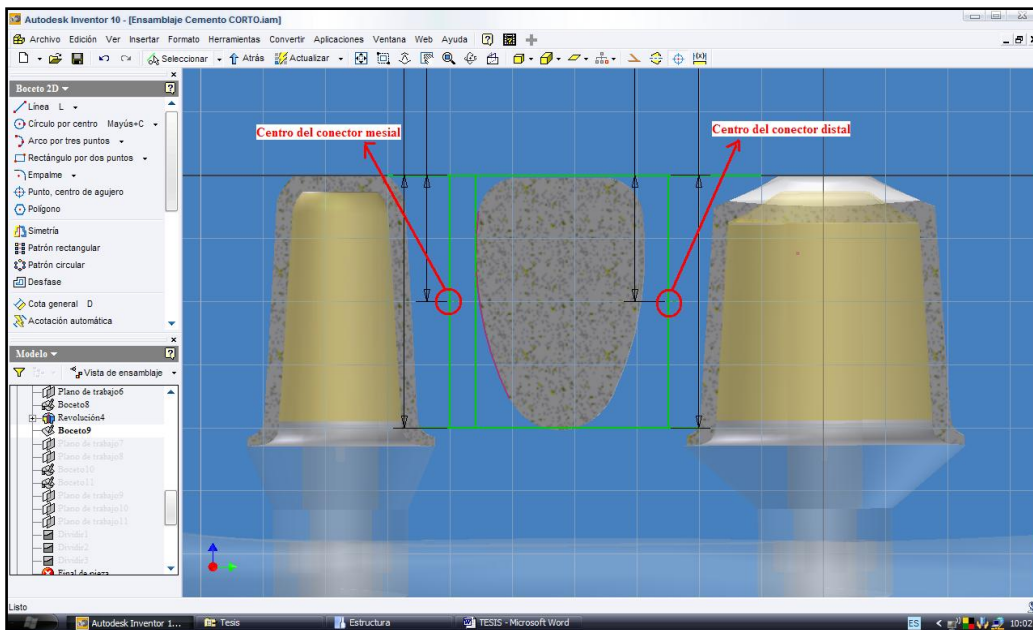 Autodesk Inventor 10 - [Ensamblaje Cemento CORTO.iam]
Archivo Edición Ver Insertar Formato Herramientas Convertir Aplicaciones Ventana Web Ayuda
Seleccionar Atrás Actualizar
Boceto 2D
Línea L
Círculo por centro Mayús+C
Arco por tres puntos
Rectángulo por dos puntos
Empalme
Punto, centro de agujero
Polígono
Simetría
Patrón rectangular
Patrón circular
Desfase
Cota general D
Acotación automática
Modelo
Vista de ensamblaje
Plano de trabajo6
Boceto8
Revolución4
Boceto9
Plano de trabajo7
Plano de trabajo8
Boceto10
Boceto11
Plano de trabajo9
Plano de trabajo10
Plano de trabajo11
Dividir1
Dividir2
Dividir3
Final de pieza
Centro del conector mesial
Centro del conector distal
Listo
Autodesk Inventor 1... Tesis Estructura TESIS - Microsoft Word ES 10:02